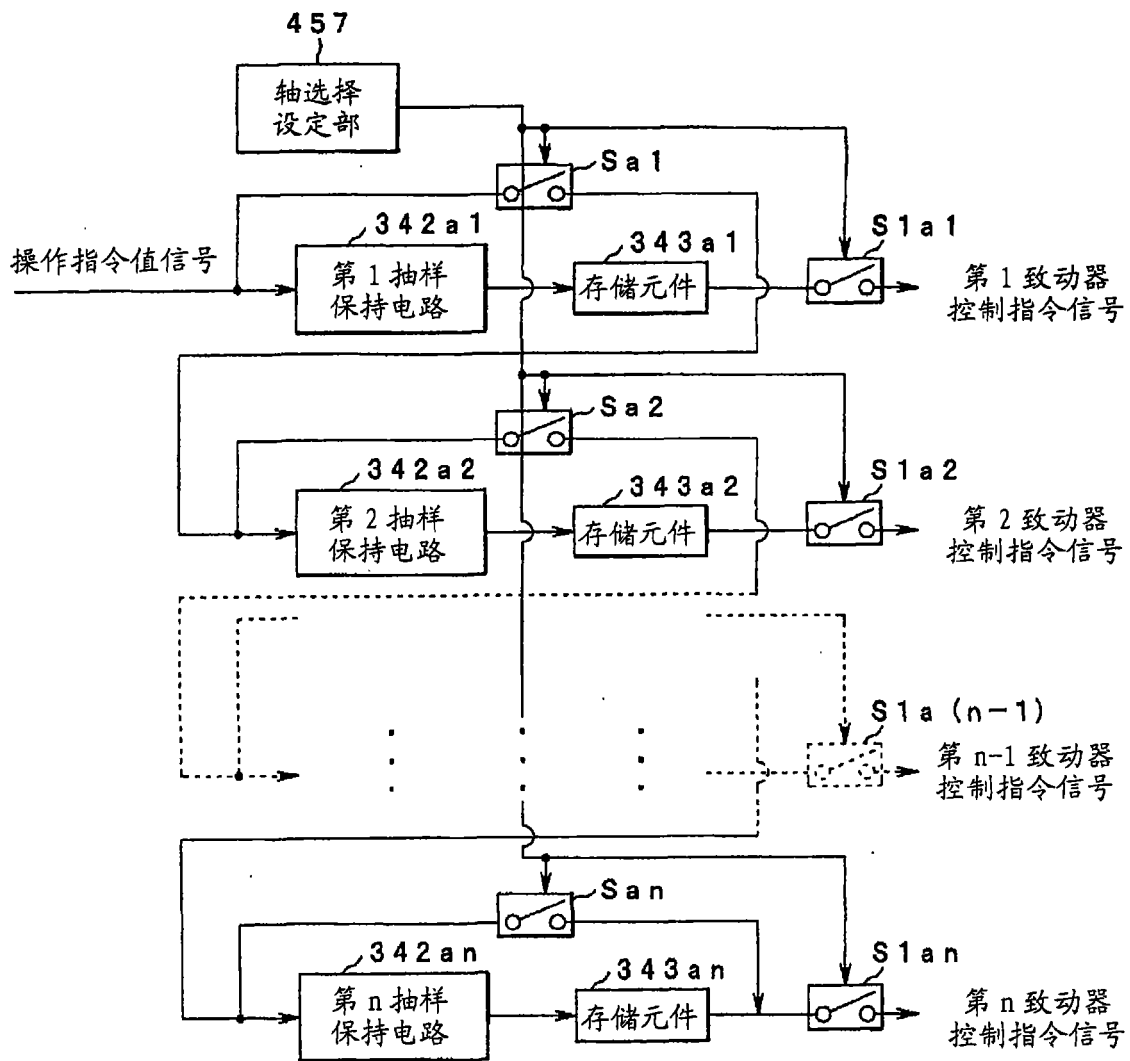 457
轴选择
设定部
Sa1
342a1
343a1
S1a1
操作指令值信号
第1抽样
保持电路
存储元件
第1致动器
控制指令信号
Sa2
342a2
343a2
S1a2
第2抽样
保持电路
存储元件
第2致动器
控制指令信号
S1a(n-1)
第n-1致动器
控制指令信号
San
342an
343an
S1an
第n抽样
保持电路
存储元件
第n致动器
控制指令信号